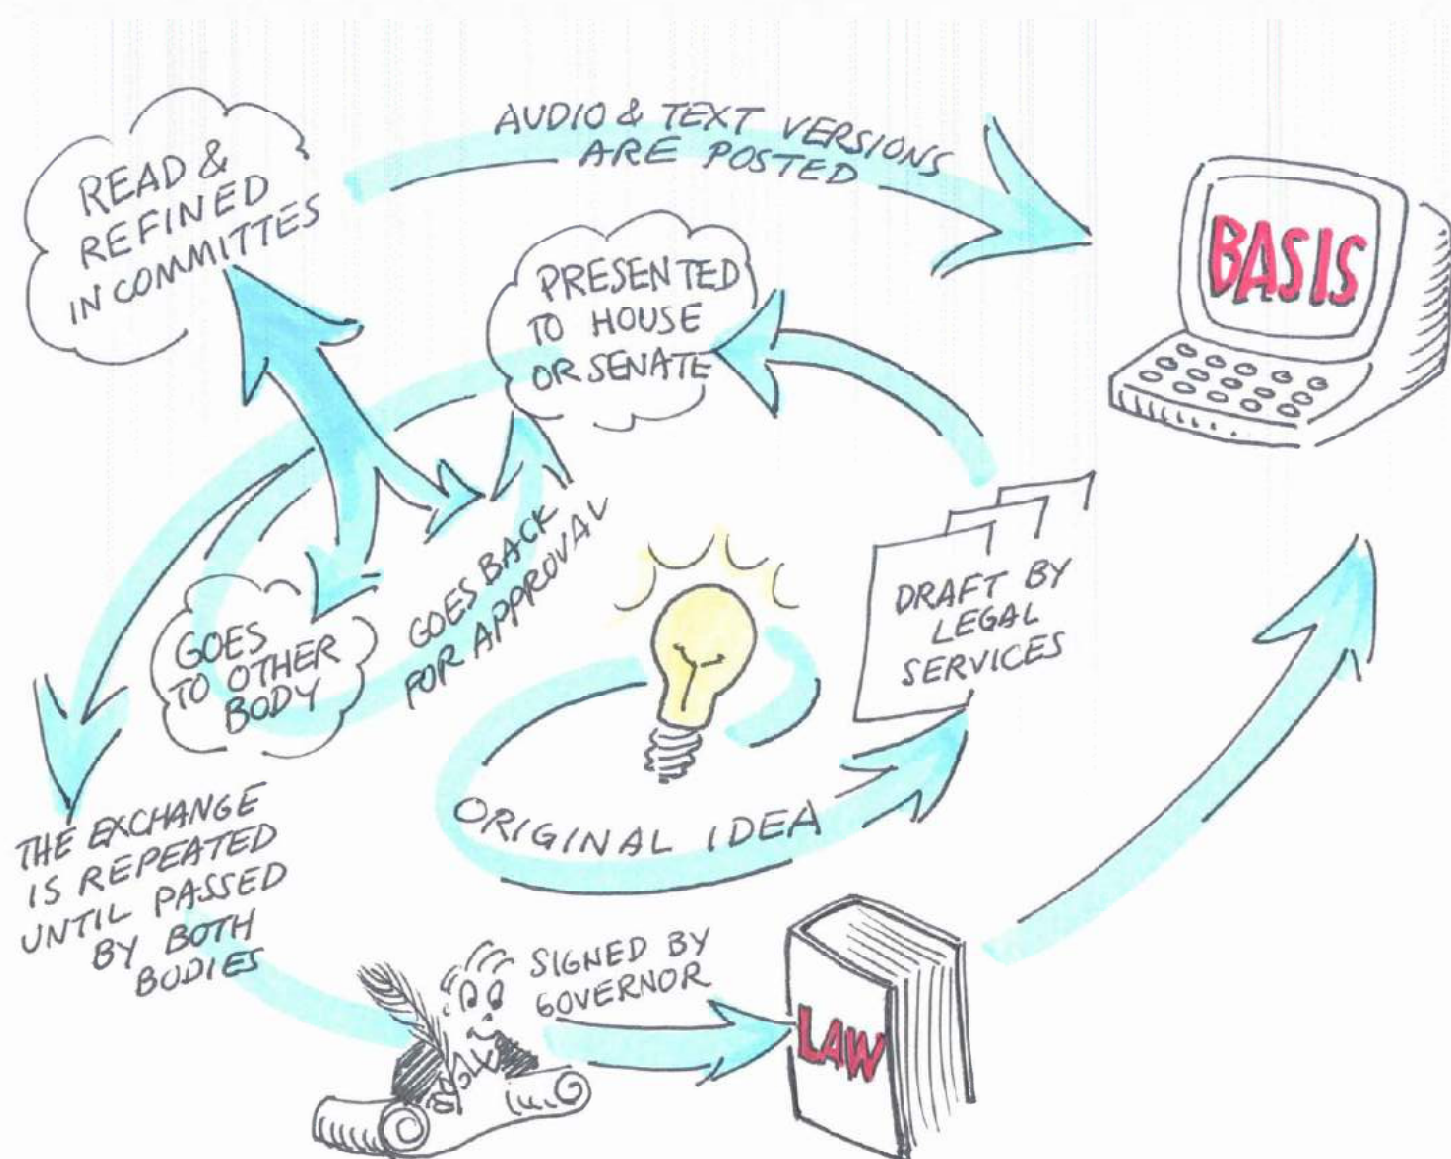 READ &
REFINED
IN COMMITTES
AUDIO & TEXT VERSIONS
ARE POSTED
BASIS
PRESENTED
TO HOUSE
OR SENATE
GOES BACK
FOR APPROVAL
GOES
TO OTHER
BODY
DRAFT BY
LEGAL
SERVICES
ORIGINAL IDEA
THE EXCHANGE
IS REPEATED
UNTIL PASSED
BY BOTH
BODIES
SIGNED BY
GOVERNOR
LAW